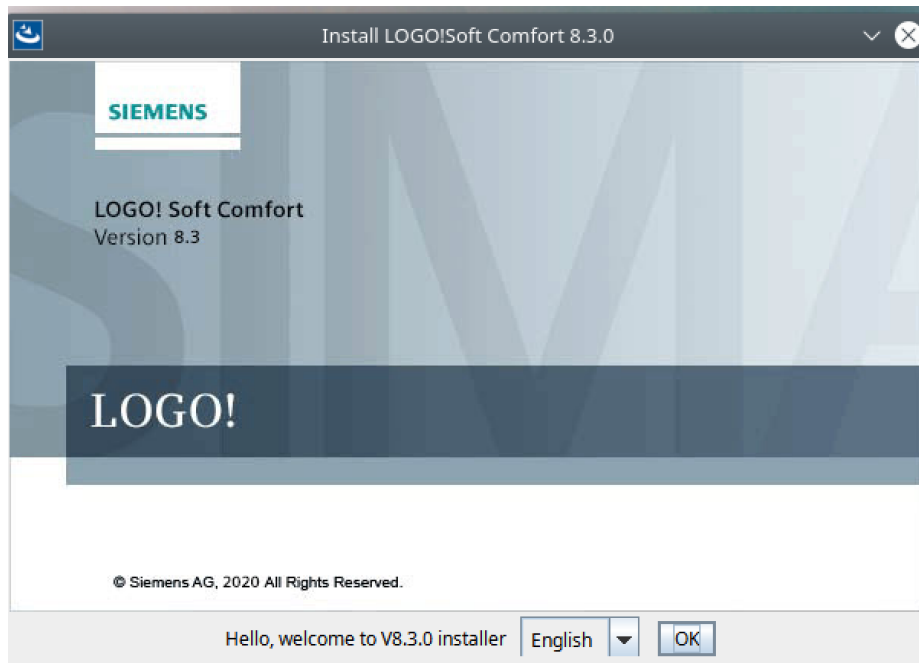 Install LOGO!Soft Comfort 8.3.0
SIEMENS
LOGO! Soft Comfort
Version 8.3
LOGO!
© Siemens AG, 2020 All Rights Reserved.
Hello, welcome to V8.3.0 installer English OK